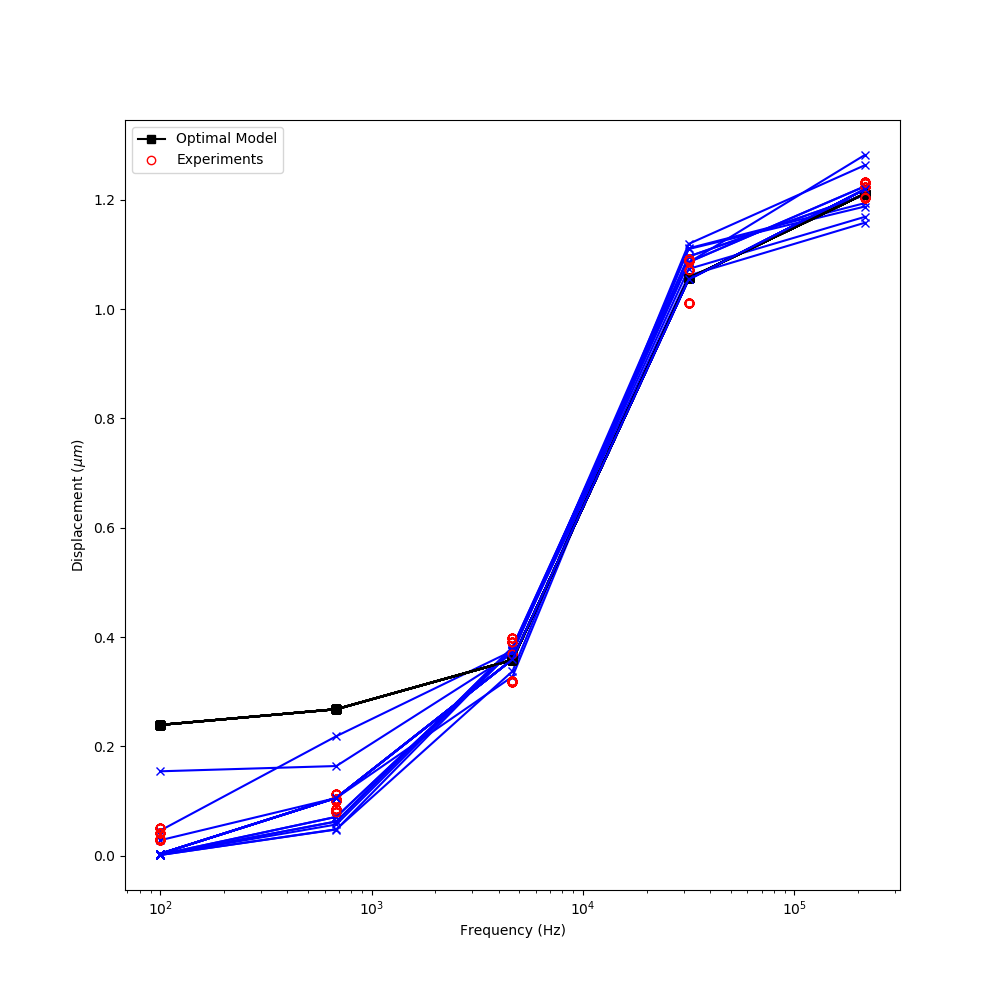 Optimal Model
Experiments
1.2
1.0
0.8
0.6
0.4
0.2
0.0
Displacement (μm)
10² 10³ 10⁴ 10⁵
Frequency (Hz)